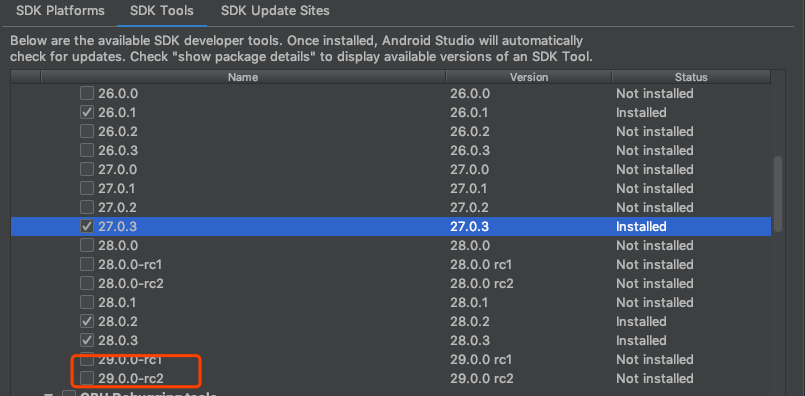 SDK Platforms SDK Tools SDK Update Sites
Below are the available SDK developer tools. Once installed, Android Studio will automatically
check for updates. Check "show package details" to display available versions of an SDK Tool.
Name Version Status
26.0.0 26.0.0 Not installed
26.0.1 26.0.1 Installed
26.0.2 26.0.2 Not installed
26.0.3 26.0.3 Not installed
27.0.0 27.0.0 Not installed
27.0.1 27.0.1 Not installed
27.0.2 27.0.2 Not installed
27.0.3 27.0.3 Installed
28.0.0 28.0.0 Not installed
28.0.0-rc1 28.0.0 rc1 Not installed
28.0.0-rc2 28.0.0 rc2 Not installed
28.0.1 28.0.1 Not installed
28.0.2 28.0.2 Installed
28.0.3 28.0.3 Installed
29.0.0-rc1 29.0.0 rc1 Not installed
29.0.0-rc2 29.0.0 rc2 Not installed
GPU Debugging tools